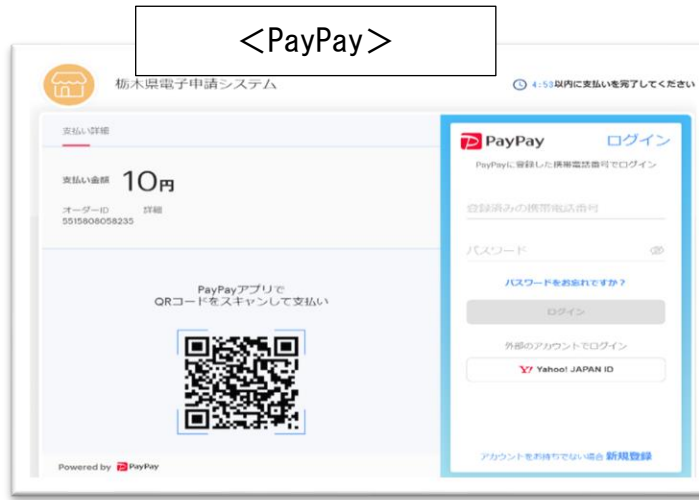 ＜PayPay＞
栃木県電子申請システム
4:53以内に支払いを完了してください
支払い詳細
支払い金額 10円
オーダーID 詳細
5515808058235
PayPayアプリで
QRコードをスキャンして支払い
Powered by PayPay
PayPay ログイン
PayPayに登録した携帯電話番号でログイン
登録済みの携帯電話番号
パスワード
パスワードをお忘れですか？
ログイン
外部のアカウントでログイン
Y! Yahoo! JAPAN ID
アカウントをお持ちでない場合 新規登録